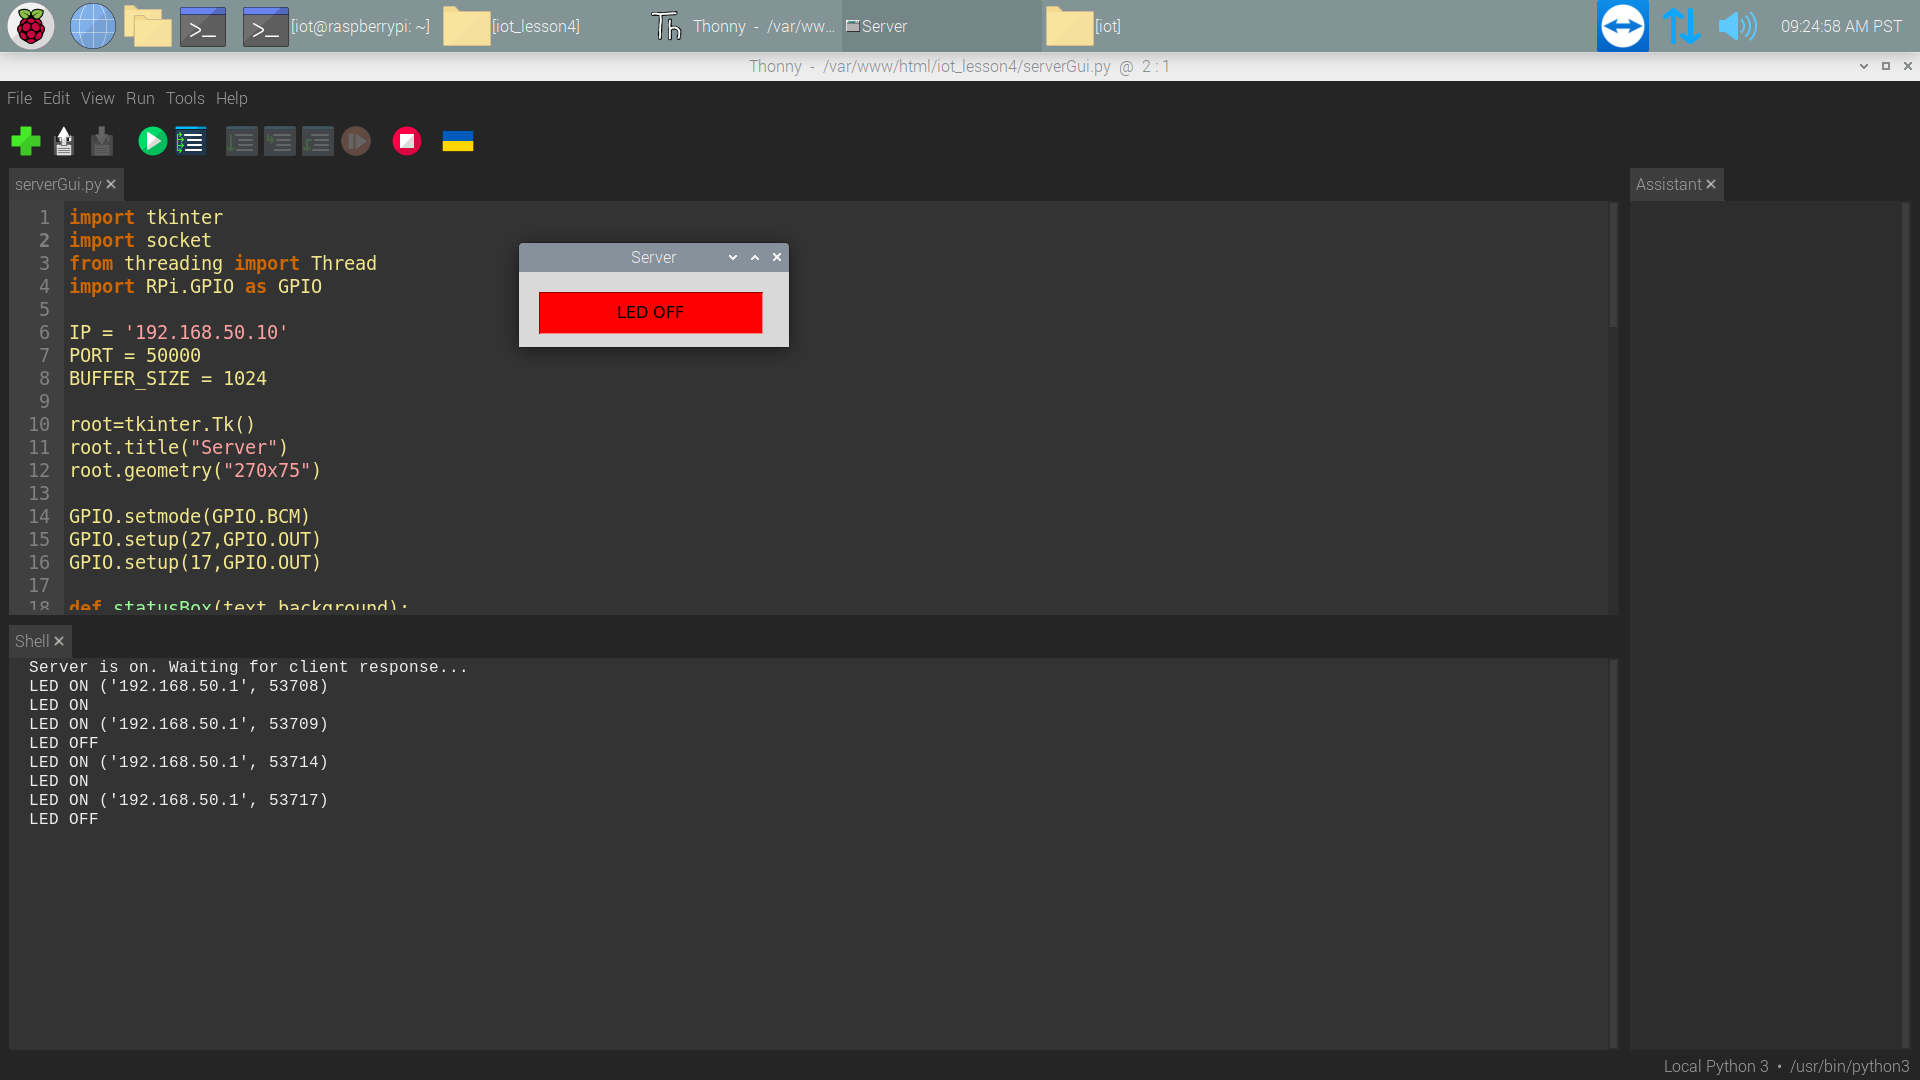 [iot@raspberrypi: ~]
[iot_lesson4]
Thonny - /var/ww...
Server
[iot]
09:24:58 AM PST
Thonny - /var/www/html/iot_lesson4/serverGui.py @ 2 : 1
File Edit View Run Tools Help
serverGui.py
1 import tkinter
2 import socket
3 from threading import Thread
4 import RPi.GPIO as GPIO
5
6 IP = '192.168.50.10'
7 PORT = 50000
8 BUFFER_SIZE = 1024
9
10 root=tkinter.Tk()
11 root.title("Server")
12 root.geometry("270x75")
13
14 GPIO.setmode(GPIO.BCM)
15 GPIO.setup(27,GPIO.OUT)
16 GPIO.setup(17,GPIO.OUT)
17
18 def statusBox(text,background):
Server
LED OFF
Assistant
Shell
Server is on. Waiting for client response...
LED ON ('192.168.50.1', 53708)
LED ON
LED ON ('192.168.50.1', 53709)
LED OFF
LED ON ('192.168.50.1', 53714)
LED ON
LED ON ('192.168.50.1', 53717)
LED OFF
Local Python 3 • /usr/bin/python3